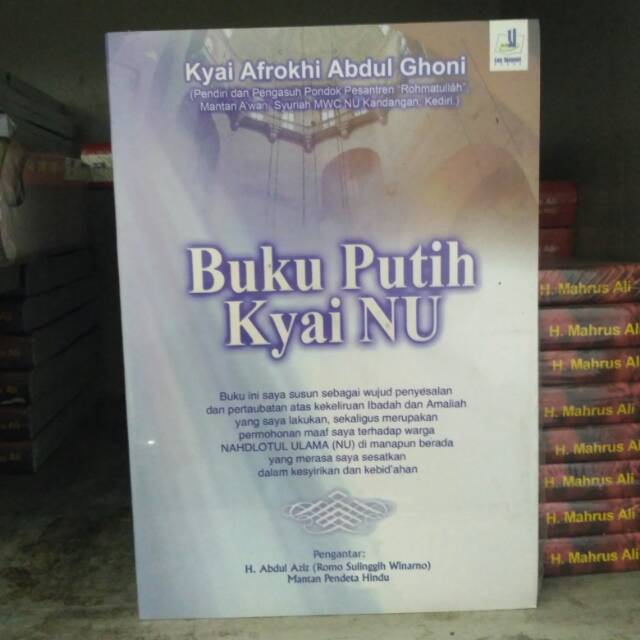 Kyai Afrokhi Abdul Ghoni
(Pendiri dan Pengasuh Pondok Pesantren "Rohmatullah"
Mantan A'wan Syuriah MWC NU Kandangan, Kediri )
Buku Putih
Kyai NU
Buku ini saya susun sebagai wujud penyesalan
dan pertaubatan atas kekeliruan Ibadah dan Amaliah
yang saya lakukan, sekaligus merupakan
permohonan maaf saya terhadap warga
NAHDLOTUL ULAMA (NU) di manapun berada
yang merasa saya sesatkan
dalam kesyirikan dan kebid'ahan
Pengantar:
H. Abdul Aziz (Romo Sulinggih Winarno)
Mantan Pendeta Hindu
H. Mahrus Ali
H. Mahrus Ali
H. Mahrus Ali
H. Mahrus Ali
H. Mahrus Ali
H. Mahrus Ali
H. Mahrus Ali
H. Mahrus Ali